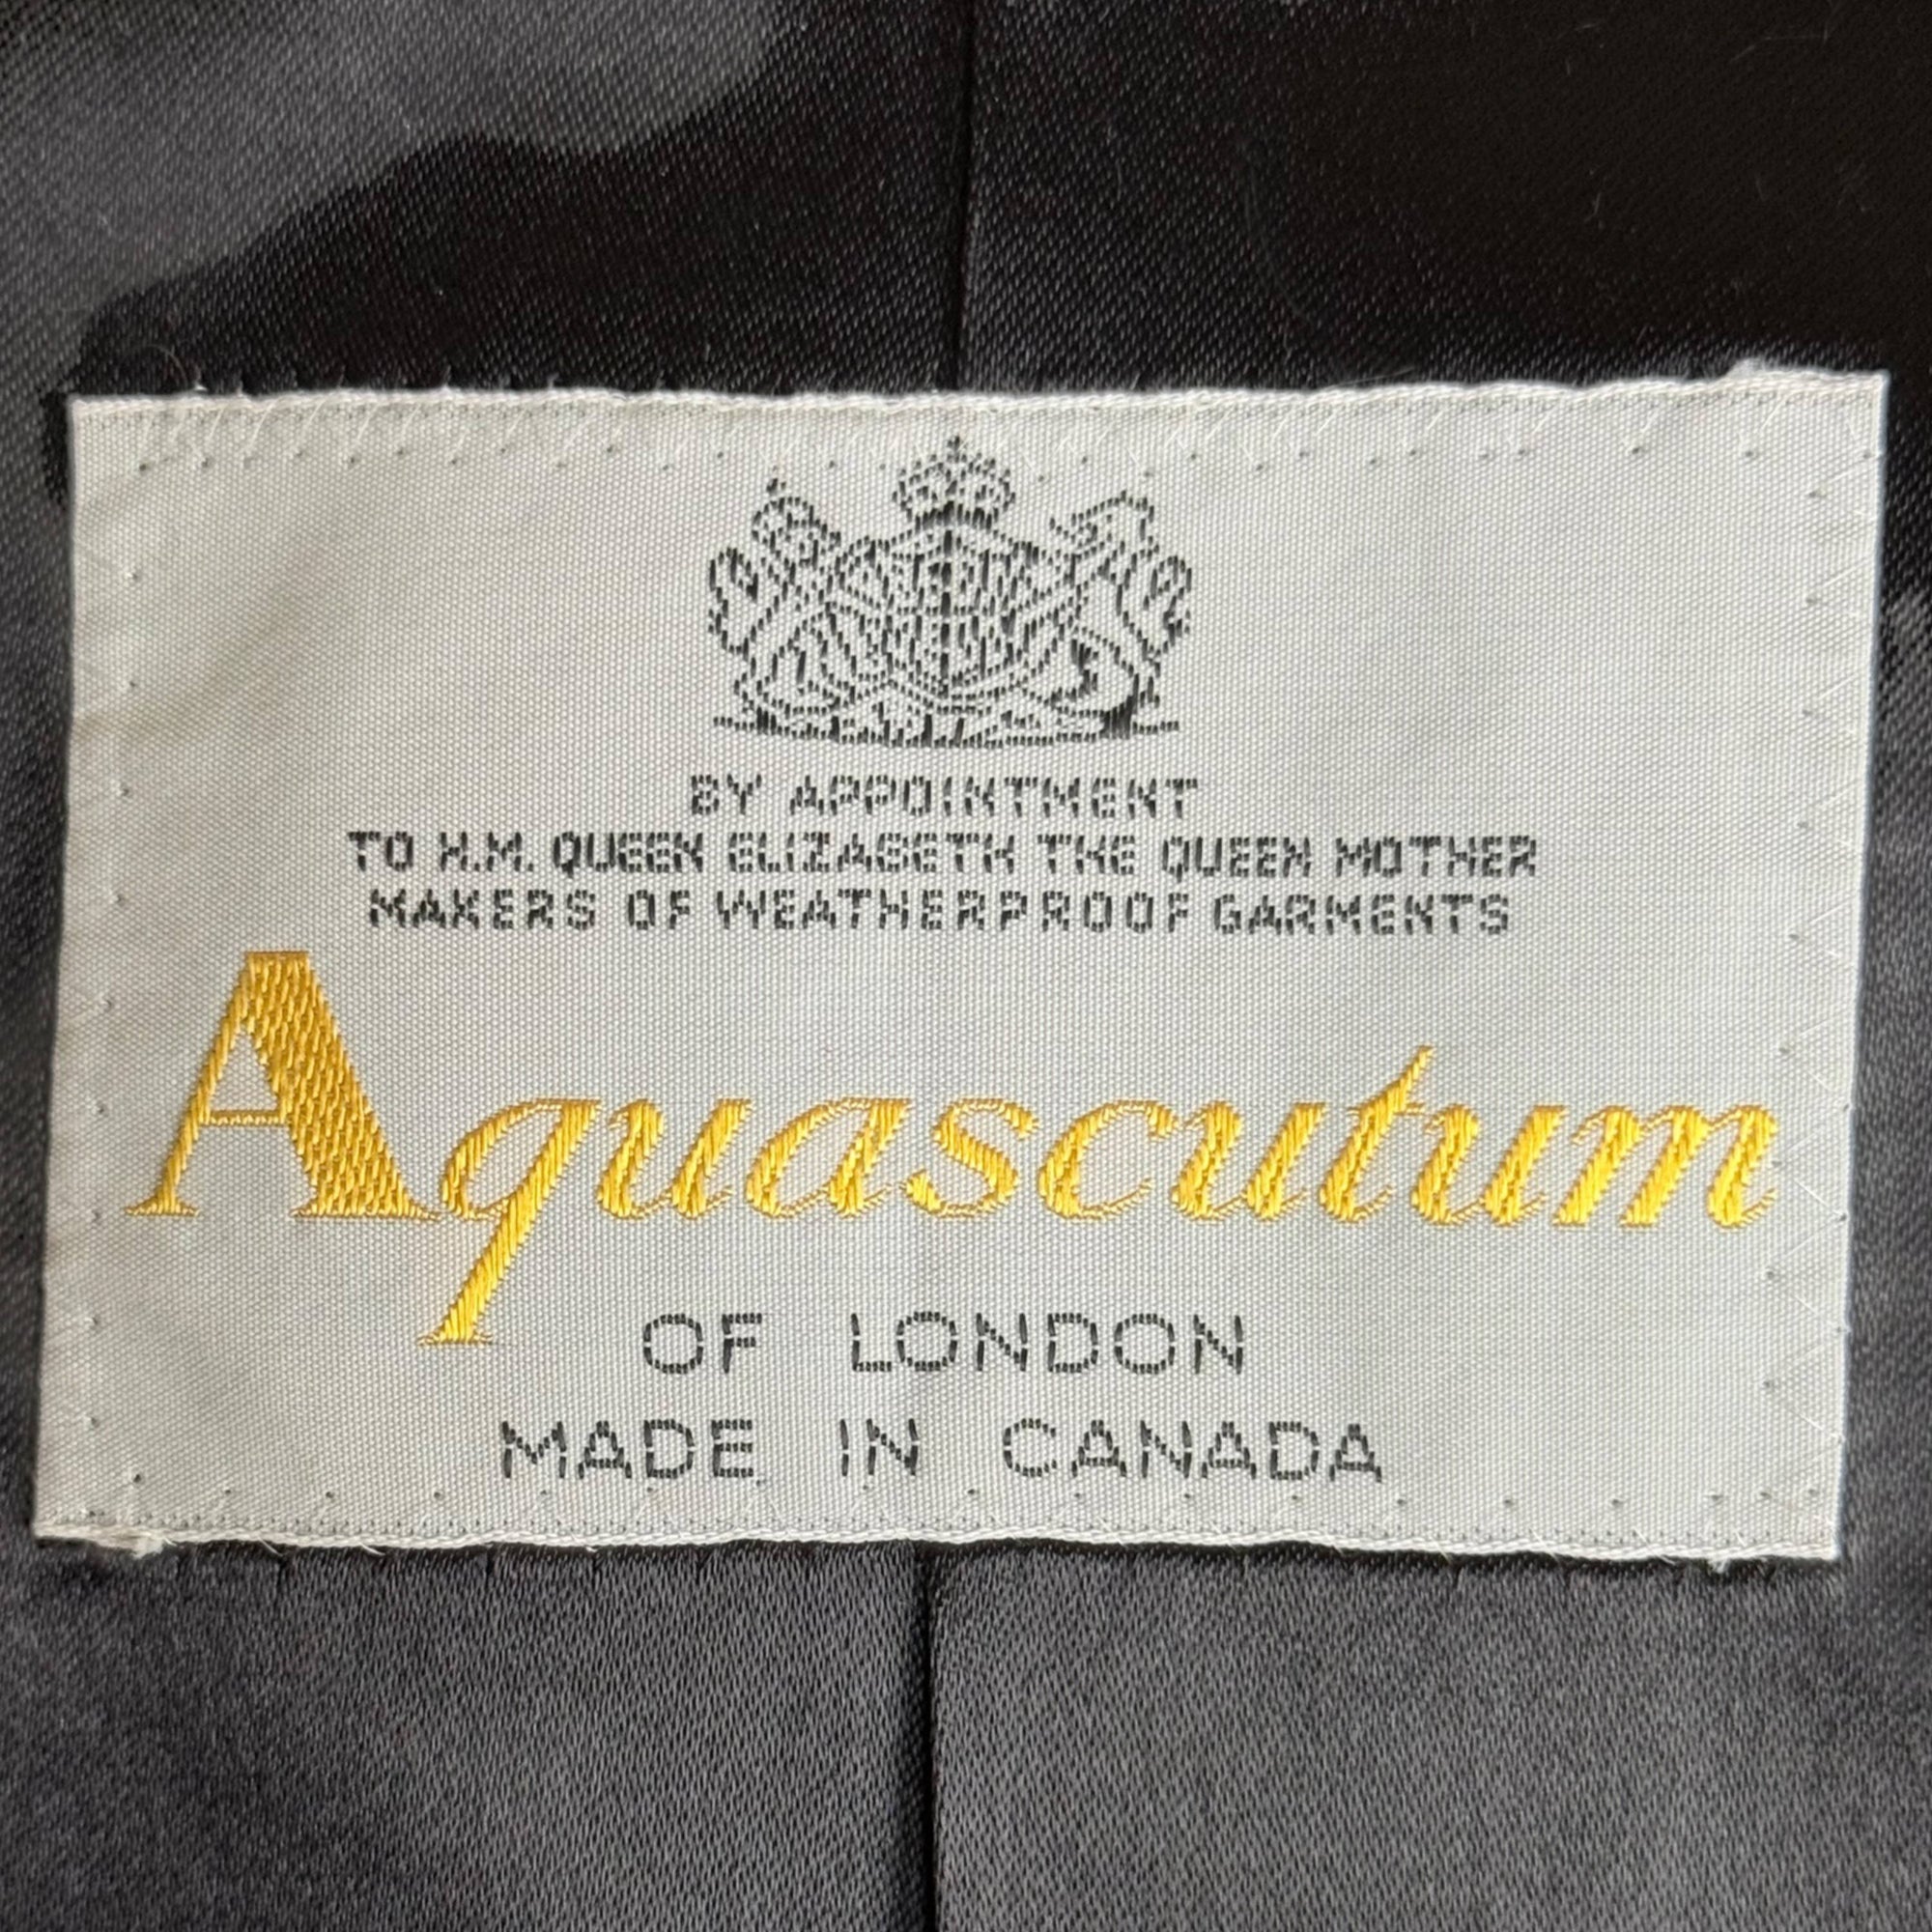 BY APPOINTMENT
TO H.M. QUEEN ELIZABETH THE QUEEN MOTHER
MAKERS OF WEATHERPROOF GARMENTS
Aquascutum
OF LONDON
MADE IN CANADA